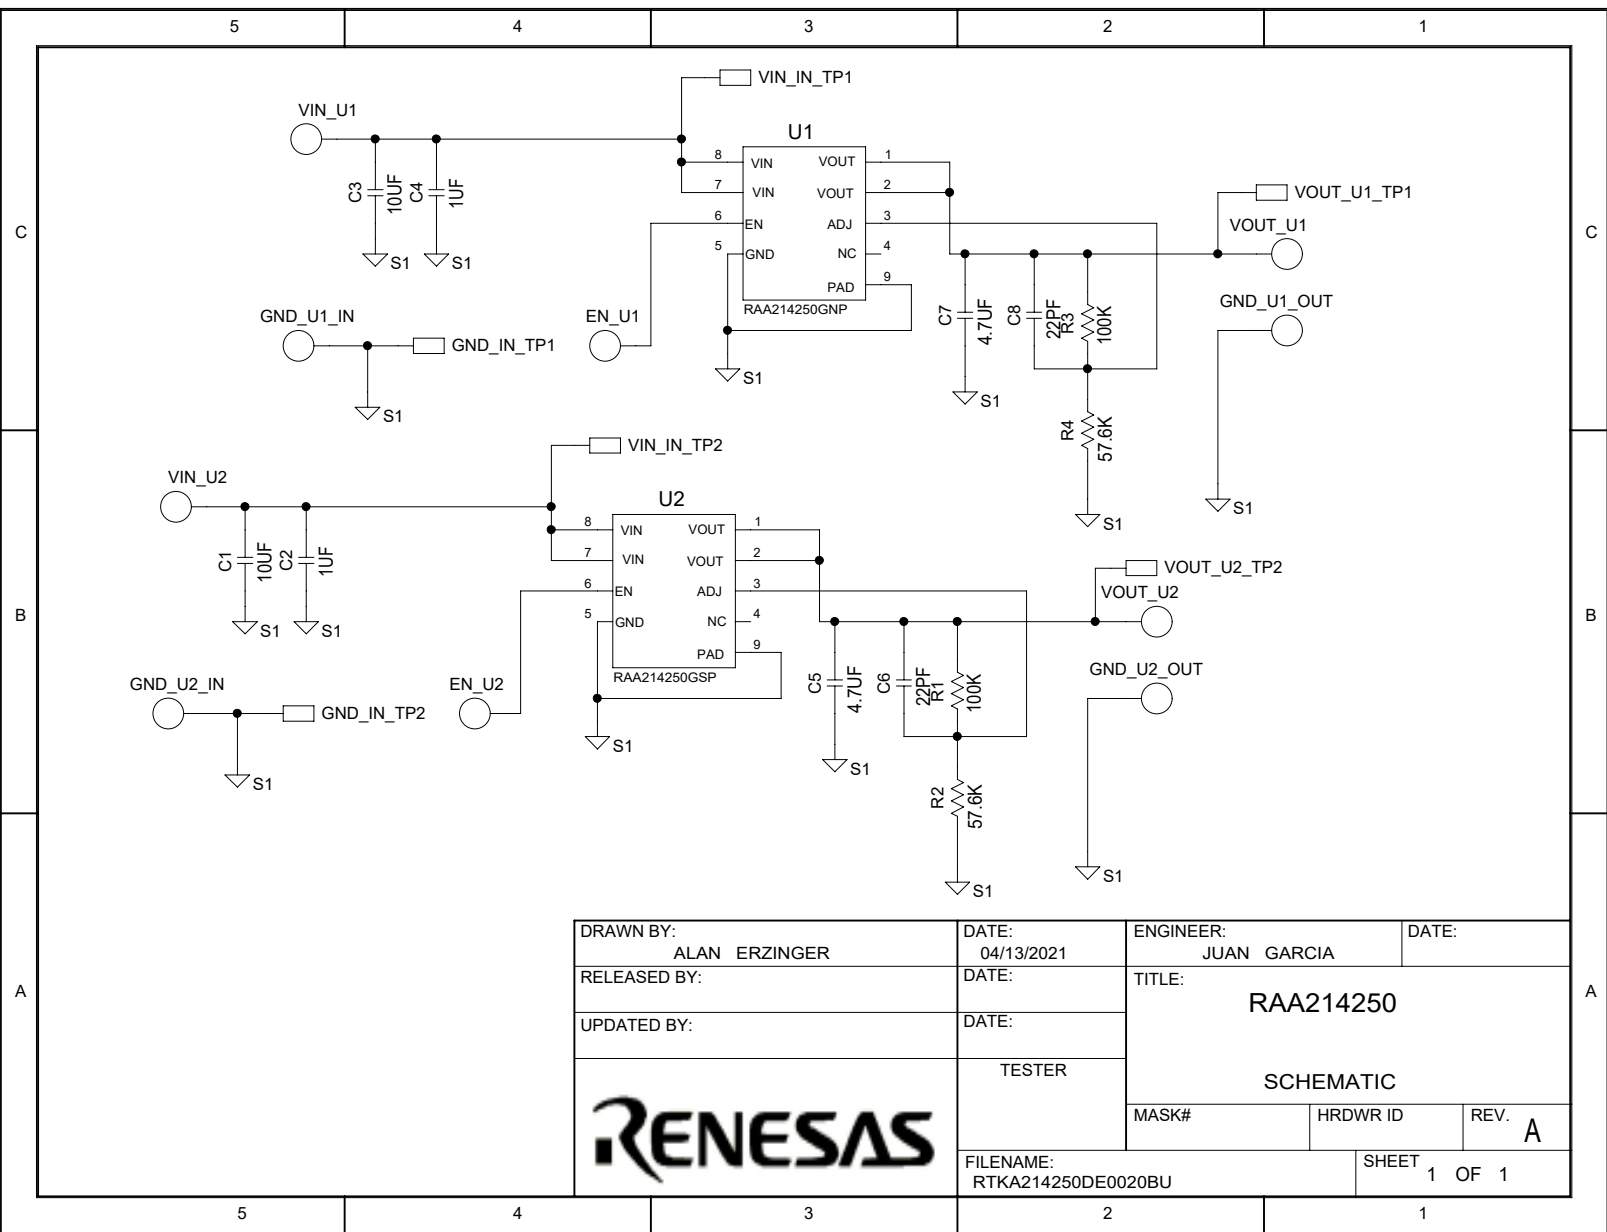 5 4 3 2 1
VIN_IN_TP1
VIN_U1
U1
8 VIN VOUT 1
7 VIN VOUT 2
6 EN ADJ 3
5 GND NC 4
PAD 9
RAA214250GNP
C3 10UF
C4 1UF
S1 S1
VOUT_U1_TP1
VOUT_U1
GND_U1_OUT
GND_U1_IN
GND_IN_TP1
EN_U1
C7 4.7UF
C8 22PF
R3 100K
S1
S1
S1
R4 57.6K
S1
S1
C C
VIN_IN_TP2
VIN_U2
U2
8 VIN VOUT 1
7 VIN VOUT 2
6 EN ADJ 3
5 GND NC 4
PAD 9
RAA214250GSP
C1 10UF
C2 1UF
S1 S1
VOUT_U2_TP2
VOUT_U2
GND_U2_OUT
GND_U2_IN
GND_IN_TP2
EN_U2
C5 4.7UF
C6 22PF
R1 100K
S1
S1
S1
R2 57.6K
S1
S1
B B
DRAWN BY:
ALAN ERZINGER
DATE:
04/13/2021
ENGINEER:
JUAN GARCIA
DATE:
RELEASED BY:
DATE:
TITLE:
RAA214250
UPDATED BY:
DATE:
TESTER
SCHEMATIC
MASK#
HRDWR ID
REV. A
RENESAS
FILENAME:
RTKA214250DE0020BU
SHEET 1 OF 1
A A
5 4 3 2 1